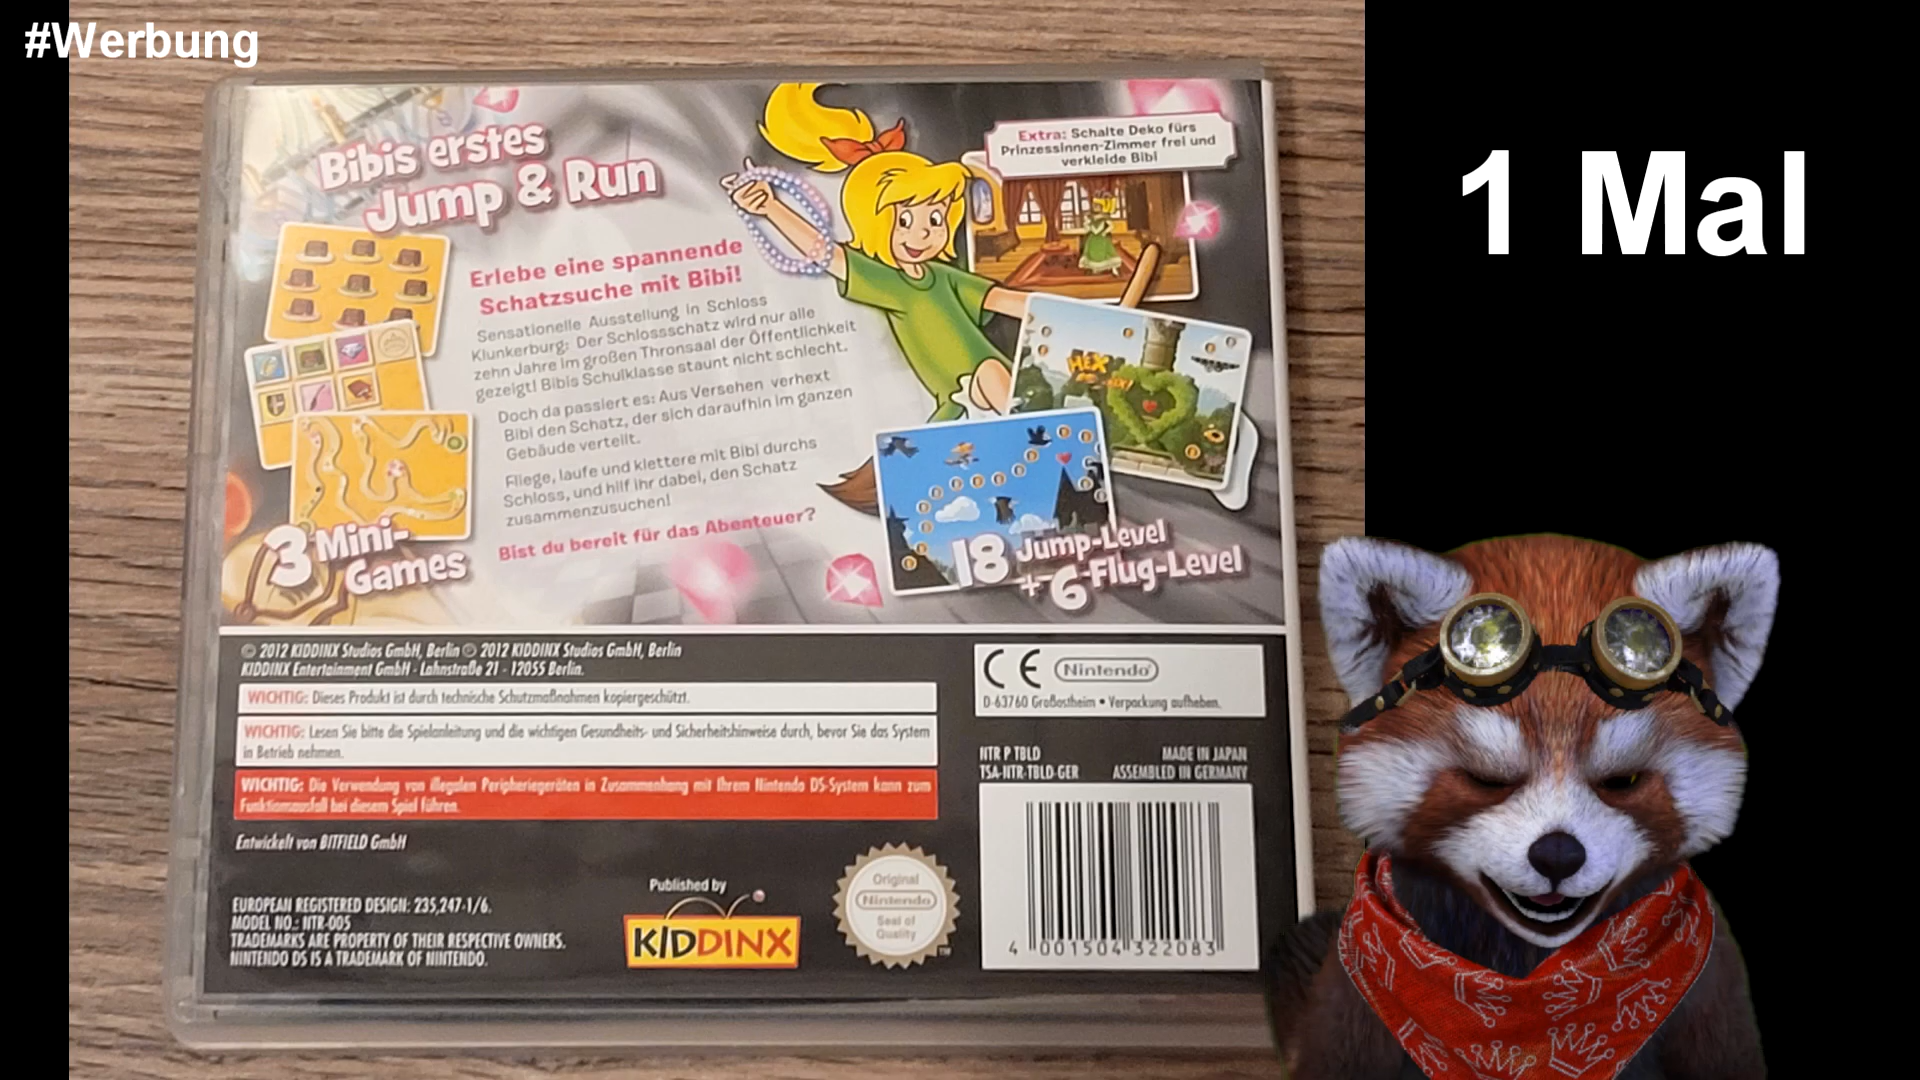 #Werbung
1 Mal
Bibis erstes
Jump & Run
Extra: Schalte Deko fürs
Prinzessinnen-Zimmer frei und
verkleide Bibi
Erlebe eine spannende
Schatzsuche mit Bibi!
Sensationelle Ausstellung in Schloss
Klunkerburg: Der Schlossschatz wird nur alle
zehn Jahre im großen Thronsaal der Öffentlichkeit
gezeigt! Bibis Schulklasse staunt nicht schlecht.
Doch da passiert es: Aus Versehen verhext
Bibi den Schatz, der sich daraufhin im ganzen
Gebäude verteilt.
Fliege, laufe und klettere mit Bibi durchs
Schloss, und hilf ihr dabei, den Schatz
zusammenzusuchen!
Bist du bereit für das Abenteuer?
HEX
3 Mini-
Games
18 Jump-Level
+ 6 Flug-Level
© 2012 KIDDINX Studios GmbH, Berlin © 2012 KIDDINX Studios GmbH, Berlin
KIDDINX Entertainment GmbH - Lahnstraße 21 - 12055 Berlin.
WICHTIG: Dieses Produkt ist durch technische Schutzmaßnahmen kopiergeschützt.
WICHTIG: Lesen Sie bitte die Spielanleitung und die wichtigen Gesundheits- und Sicherheitshinweise durch, bevor Sie das System
in Betrieb nehmen.
WICHTIG: Die Verwendung von illegalen Peripheriegeräten in Zusammenhang mit Ihrem Nintendo DS-System kann zum
Funktionsausfall bei diesem Spiel führen.
Entwickelt von BITFIELD GmbH
CE Nintendo
D-63760 Großostheim • Verpackung aufheben.
NTR P TBLD MADE IN JAPAN
TSA-NTR-TBLD-GER ASSEMBLED IN GERMANY
EUROPEAN REGISTERED DESIGN: 235,247-1/6.
MODEL NO.: NTR-005
TRADEMARKS ARE PROPERTY OF THEIR RESPECTIVE OWNERS.
NINTENDO DS IS A TRADEMARK OF NINTENDO.
Published by
KIDDINX
Original
Nintendo
Seal of
Quality
TM
4 001504 322083